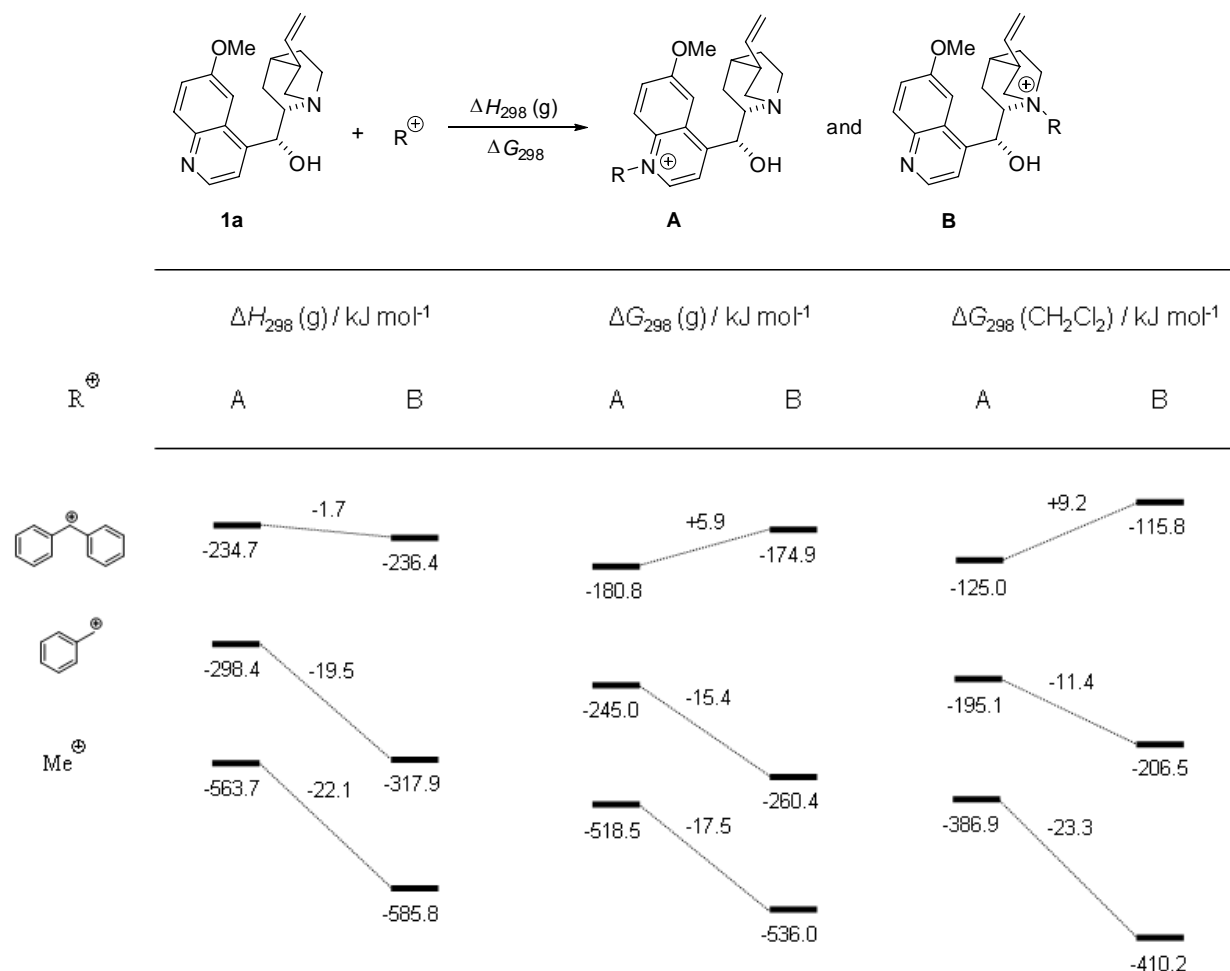 OMe
N
N
OH
1a
+
R⊕
ΔH298 (g)
ΔG298
OMe
N
N
⊕
R
OH
A
and
OMe
N
⊕
R
N
OH
B
ΔH298 (g) / kJ mol-1 ΔG298 (g) / kJ mol-1 ΔG298 (CH2Cl2) / kJ mol-1
R⊕ A B A B A B
⊕ -1.7 +5.9 +9.2
-234.7 -236.4 -180.8 -174.9 -125.0 -115.8
⊕ -19.5 -15.4 -11.4
-298.4 -317.9 -245.0 -260.4 -195.1 -206.5
Me⊕ -22.1 -17.5 -23.3
-563.7 -585.8 -518.5 -536.0 -386.9 -410.2